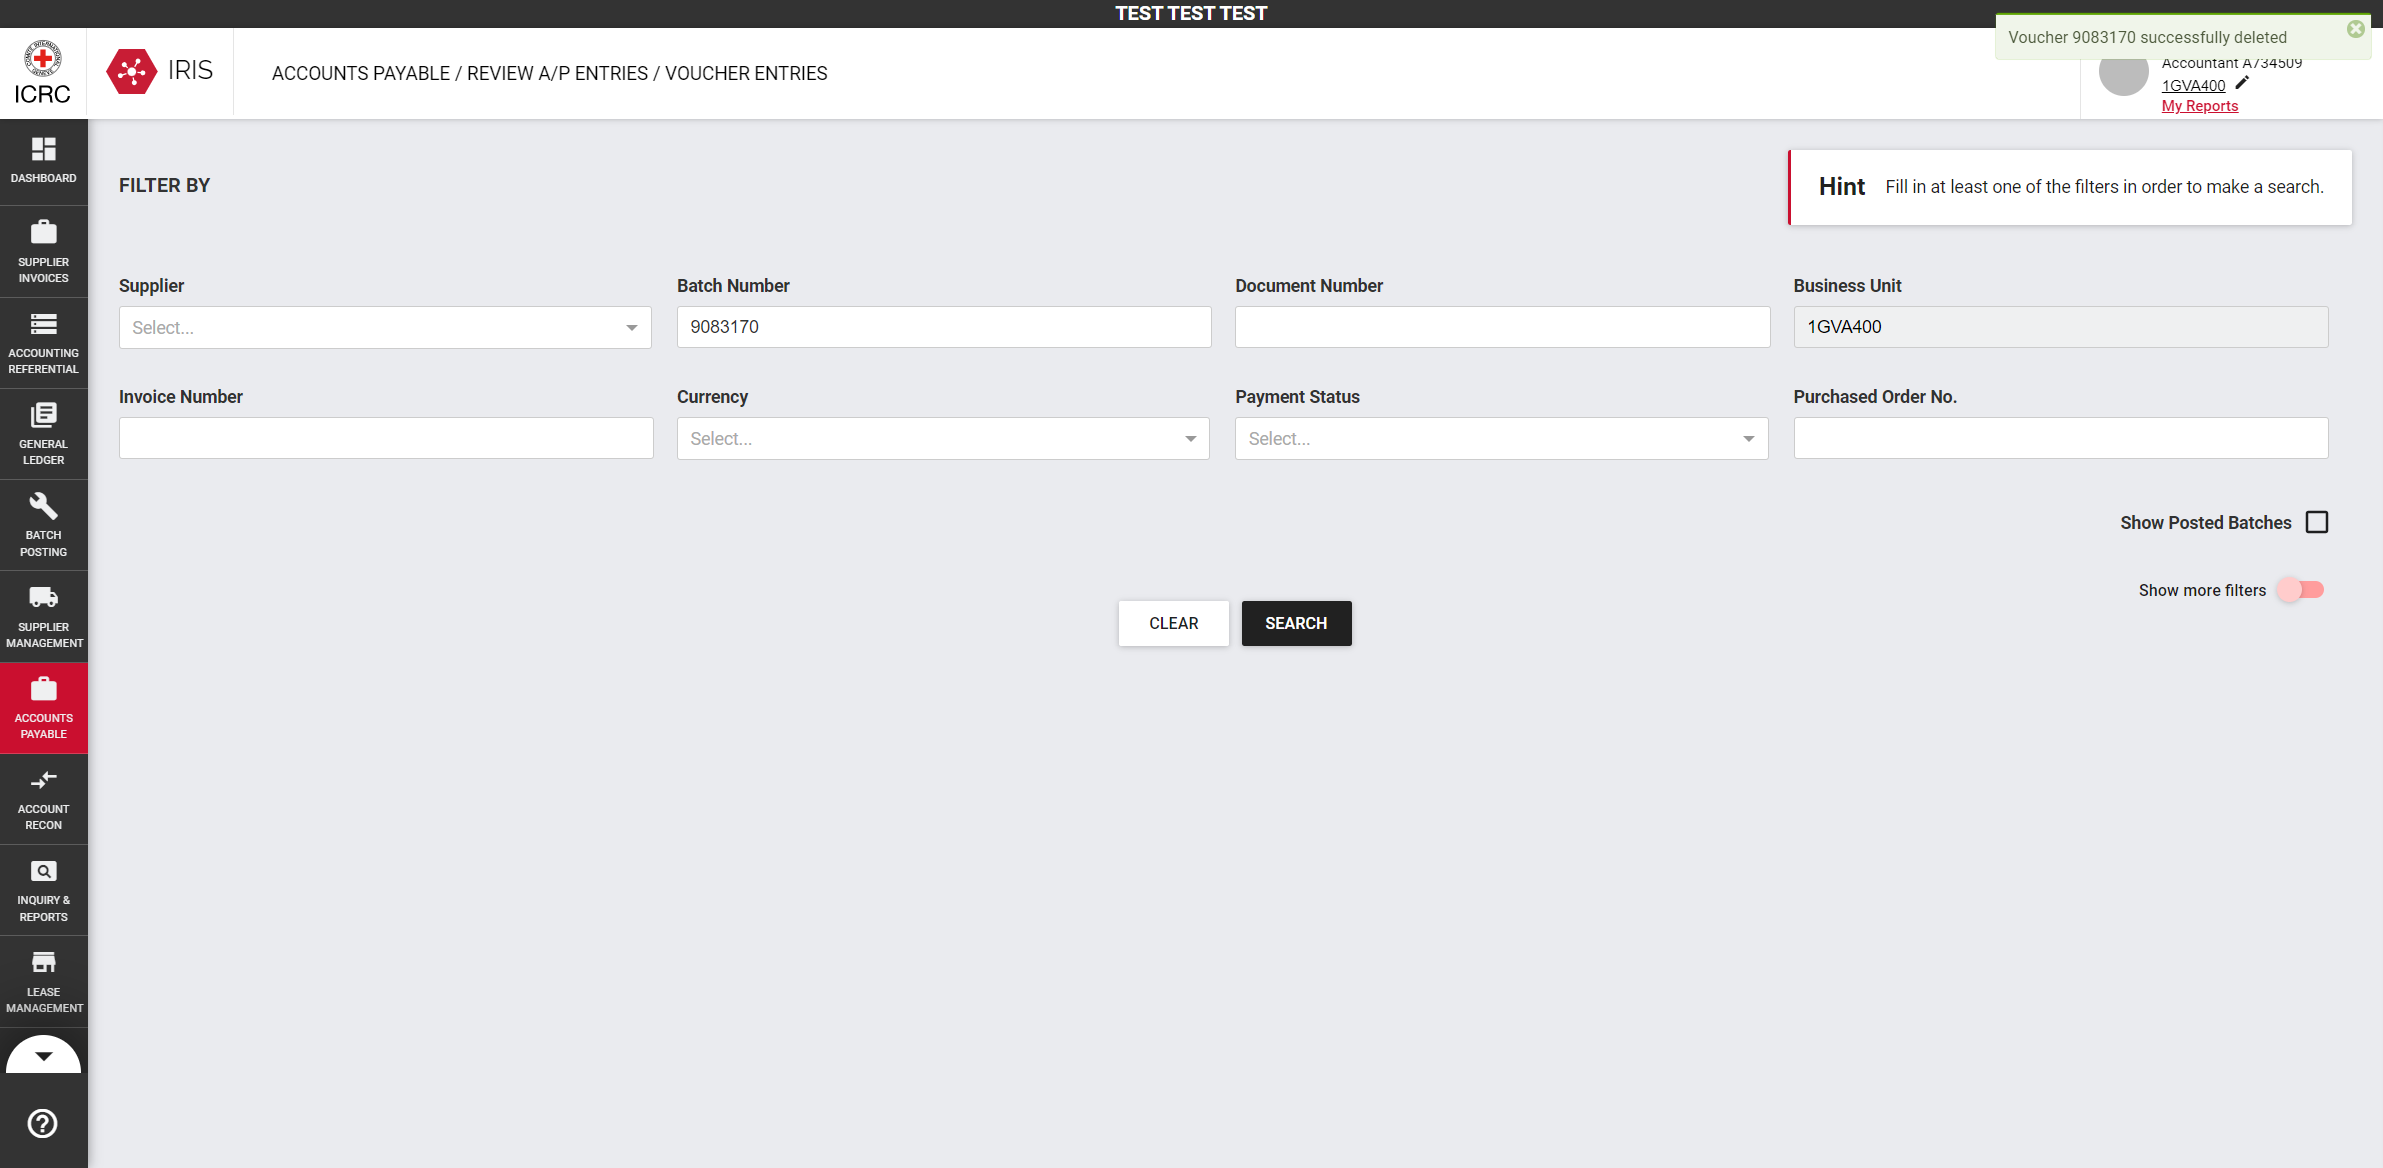 TEST TEST TEST
Voucher 9083170 successfully deleted
ICRC
IRIS
ACCOUNTS PAYABLE / REVIEW A/P ENTRIES / VOUCHER ENTRIES
Accountant A734509
1GVA400
My Reports
DASHBOARD
SUPPLIER
INVOICES
ACCOUNTING
REFERENTIAL
GENERAL
LEDGER
BATCH
POSTING
SUPPLIER
MANAGEMENT
ACCOUNTS
PAYABLE
ACCOUNT
RECON
INQUIRY &
REPORTS
LEASE
MANAGEMENT
FILTER BY
Hint Fill in at least one of the filters in order to make a search.
Supplier
Select...
Batch Number
9083170
Document Number
Business Unit
1GVA400
Invoice Number
Currency
Select...
Payment Status
Select...
Purchased Order No.
Show Posted Batches
Show more filters
CLEAR
SEARCH